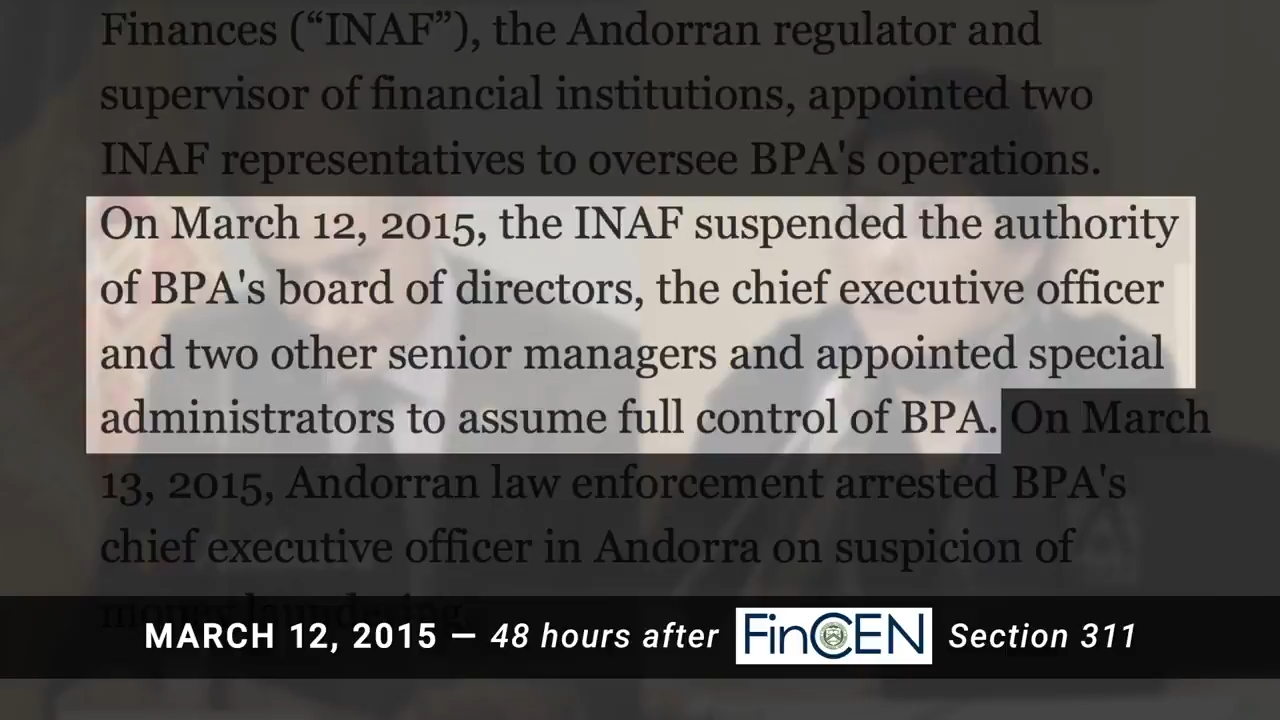 Finances (“INAF”), the Andorran regulator and
supervisor of financial institutions, appointed two
INAF representatives to oversee BPA's operations.
On March 12, 2015, the INAF suspended the authority
of BPA's board of directors, the chief executive officer
and two other senior managers and appointed special
administrators to assume full control of BPA. On March
13, 2015, Andorran law enforcement arrested BPA's
chief executive officer in Andorra on suspicion of
money laundering.
MARCH 12, 2015 — 48 hours after FinCEN Section 311